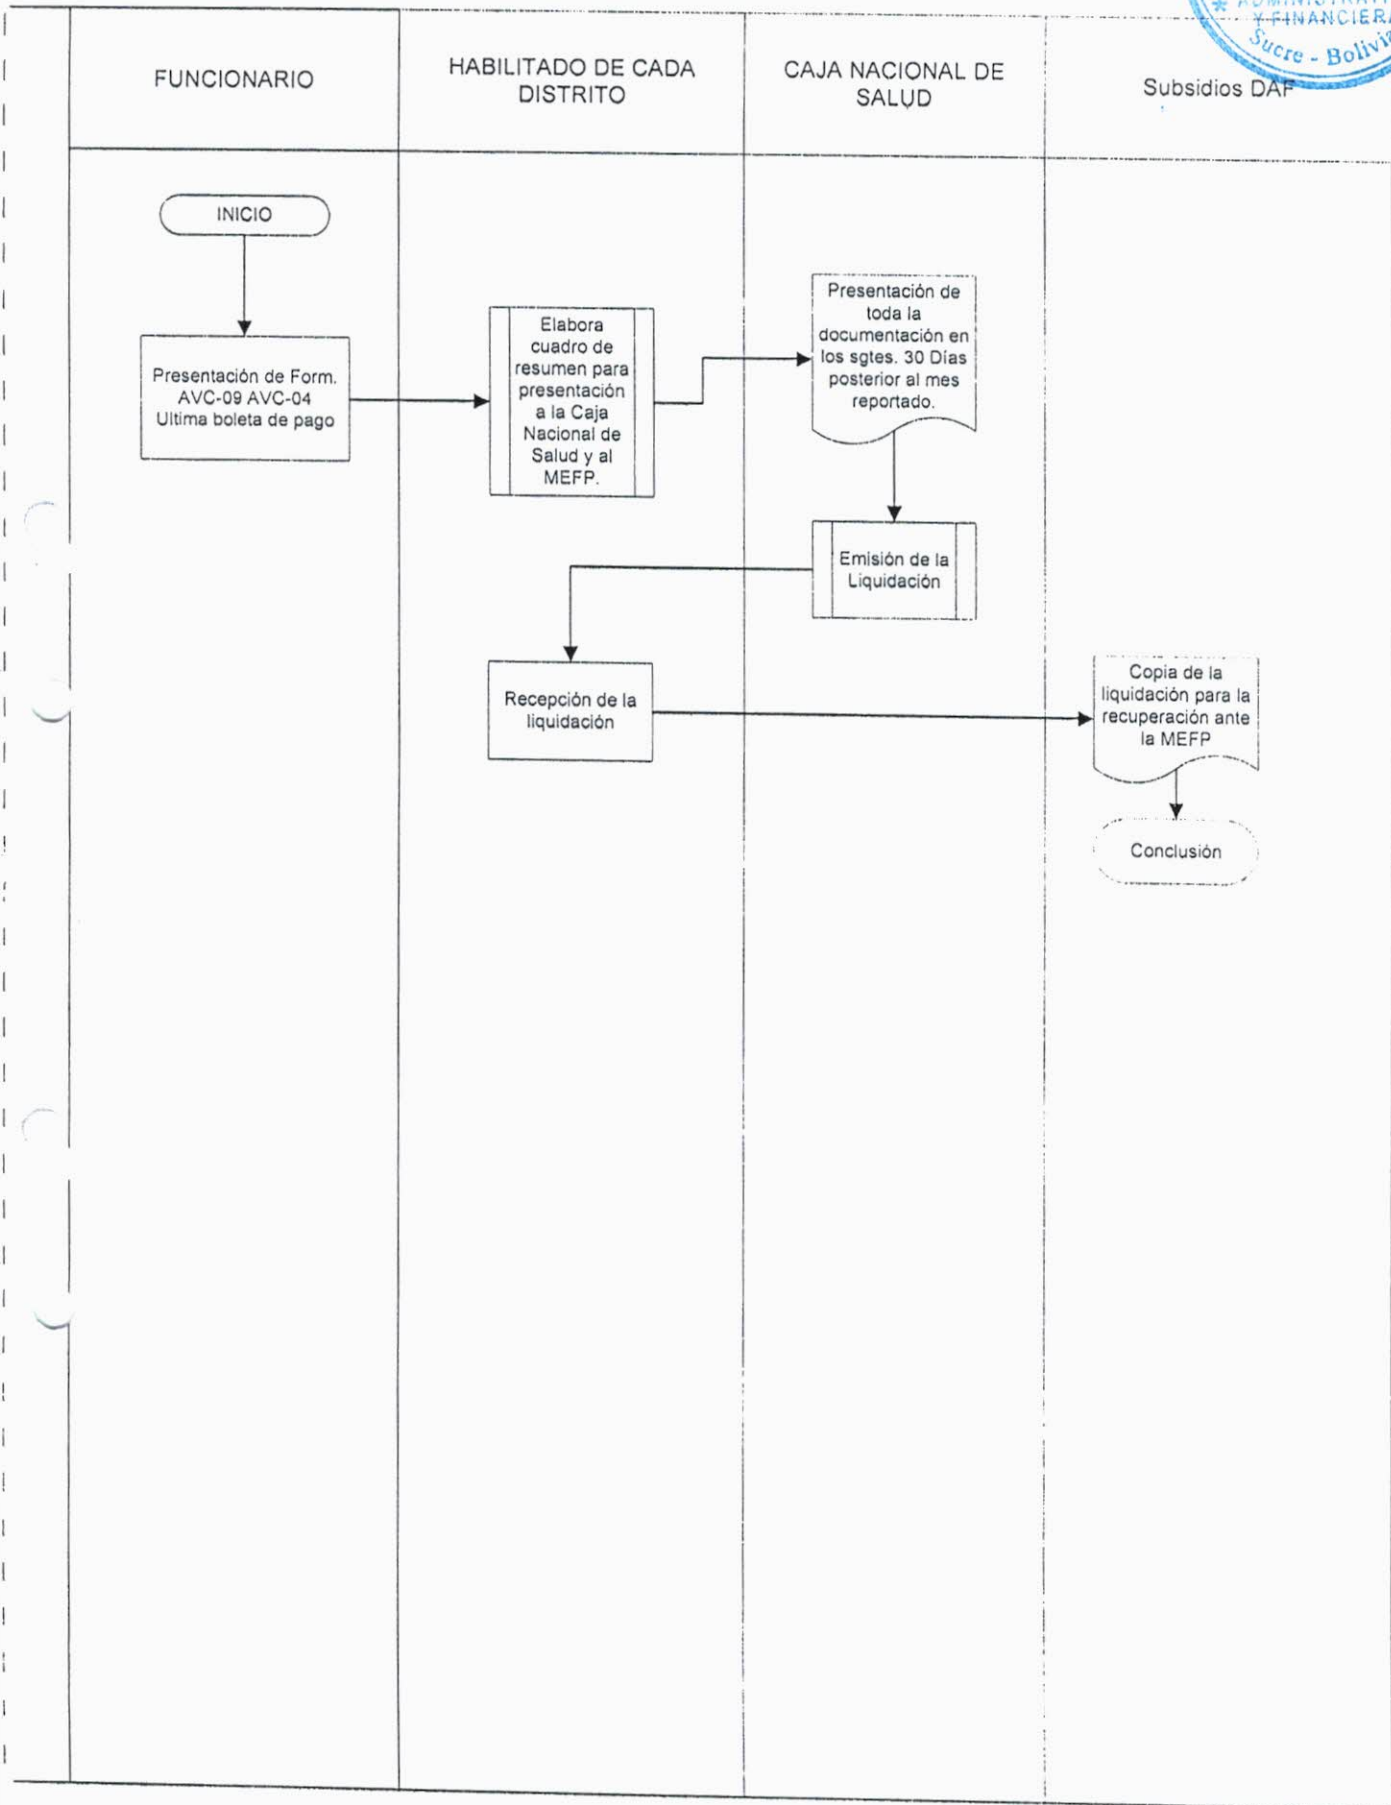 ADMINISTRATIV
Y FINANCIERA
Sucre - Bolivia
FUNCIONARIO
HABILITADO DE CADA
DISTRITO
CAJA NACIONAL DE
SALUD
Subsidios DAF
INICIO
Presentación de Form.
AVC-09 AVC-04
Ultima boleta de pago
Elabora
cuadro de
resumen para
presentación
a la Caja
Nacional de
Salud y al
MEFP.
Presentación de
toda la
documentación en
los sgtes. 30 Días
posterior al mes
reportado.
Emisión de la
Liquidación
Recepción de la
liquidación
Copia de la
liquidación para la
recuperación ante
la MEFP
Conclusión